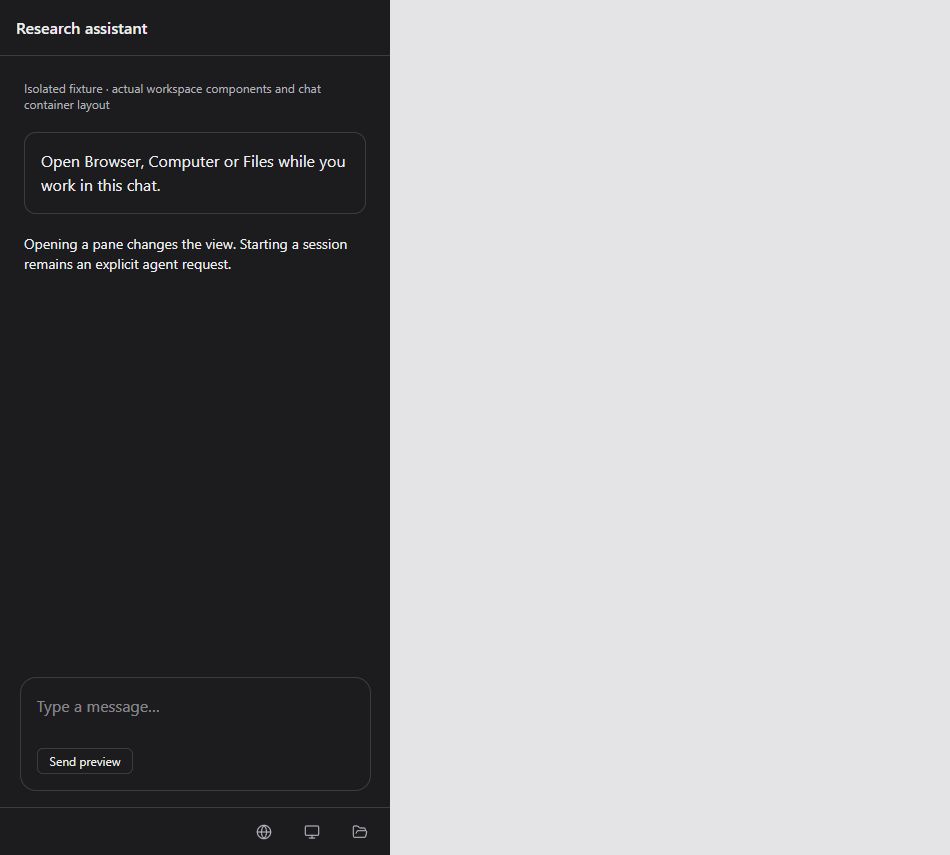 Research assistant
Isolated fixture · actual workspace components and chat
container layout
Open Browser, Computer or Files while you
work in this chat.
Opening a pane changes the view. Starting a session
remains an explicit agent request.
Type a message...
Send preview